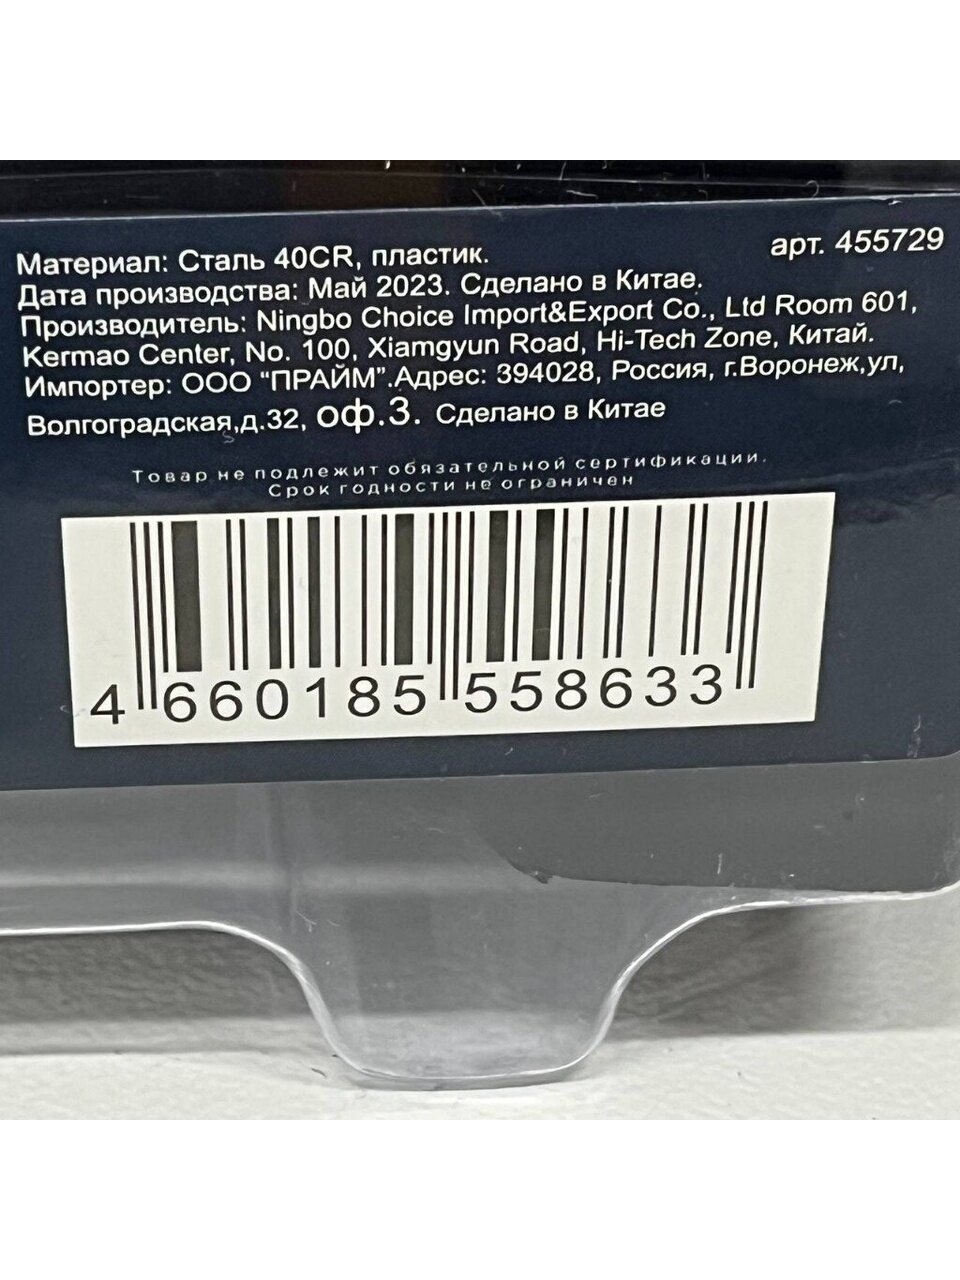 Материал: Сталь 40CR, пластик.
арт. 455729
Дата производства: Май 2023. Сделано в Китае.
Производитель: Ningbo Choice Import&Export Co., Ltd Room 601,
Kermao Center, No. 100, Xiamgyun Road, Hi-Tech Zone, Китай.
Импортер: ООО "ПРАЙМ".Адрес: 394028, Россия, г.Воронеж,ул,
Волгоградская,д.32, оф.3. Сделано в Китае
Товар не подлежит обязательной сертификации.
Срок годности не ограничен
4 660185 558633